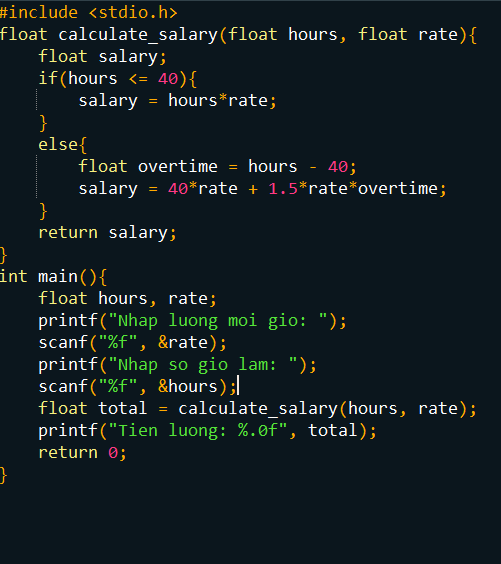 #include <stdio.h>
float calculate_salary(float hours, float rate){
    float salary;
    if(hours <= 40){
        salary = hours*rate;
    }
    else{
        float overtime = hours - 40;
        salary = 40*rate + 1.5*rate*overtime;
    }
    return salary;
}
int main(){
    float hours, rate;
    printf("Nhap luong moi gio: ");
    scanf("%f", &rate);
    printf("Nhap so gio lam: ");
    scanf("%f", &hours);
    float total = calculate_salary(hours, rate);
    printf("Tien luong: %.0f", total);
    return 0;
}